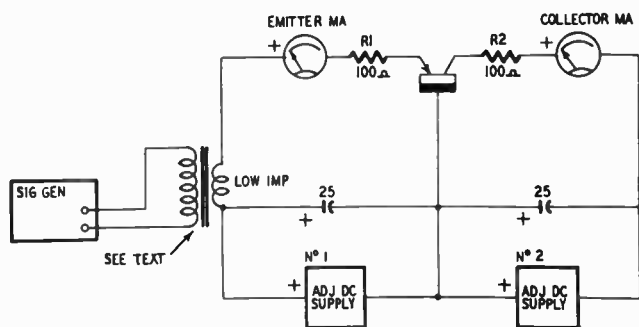 EMITTER MA
COLLECTOR MA
+
R1
100Ω
R2
100Ω
+
SIG GEN
LOW IMP
SEE TEXT
25
+
25
+
Nº 1
+
ADJ DC
SUPPLY
Nº 2
+
ADJ DC
SUPPLY